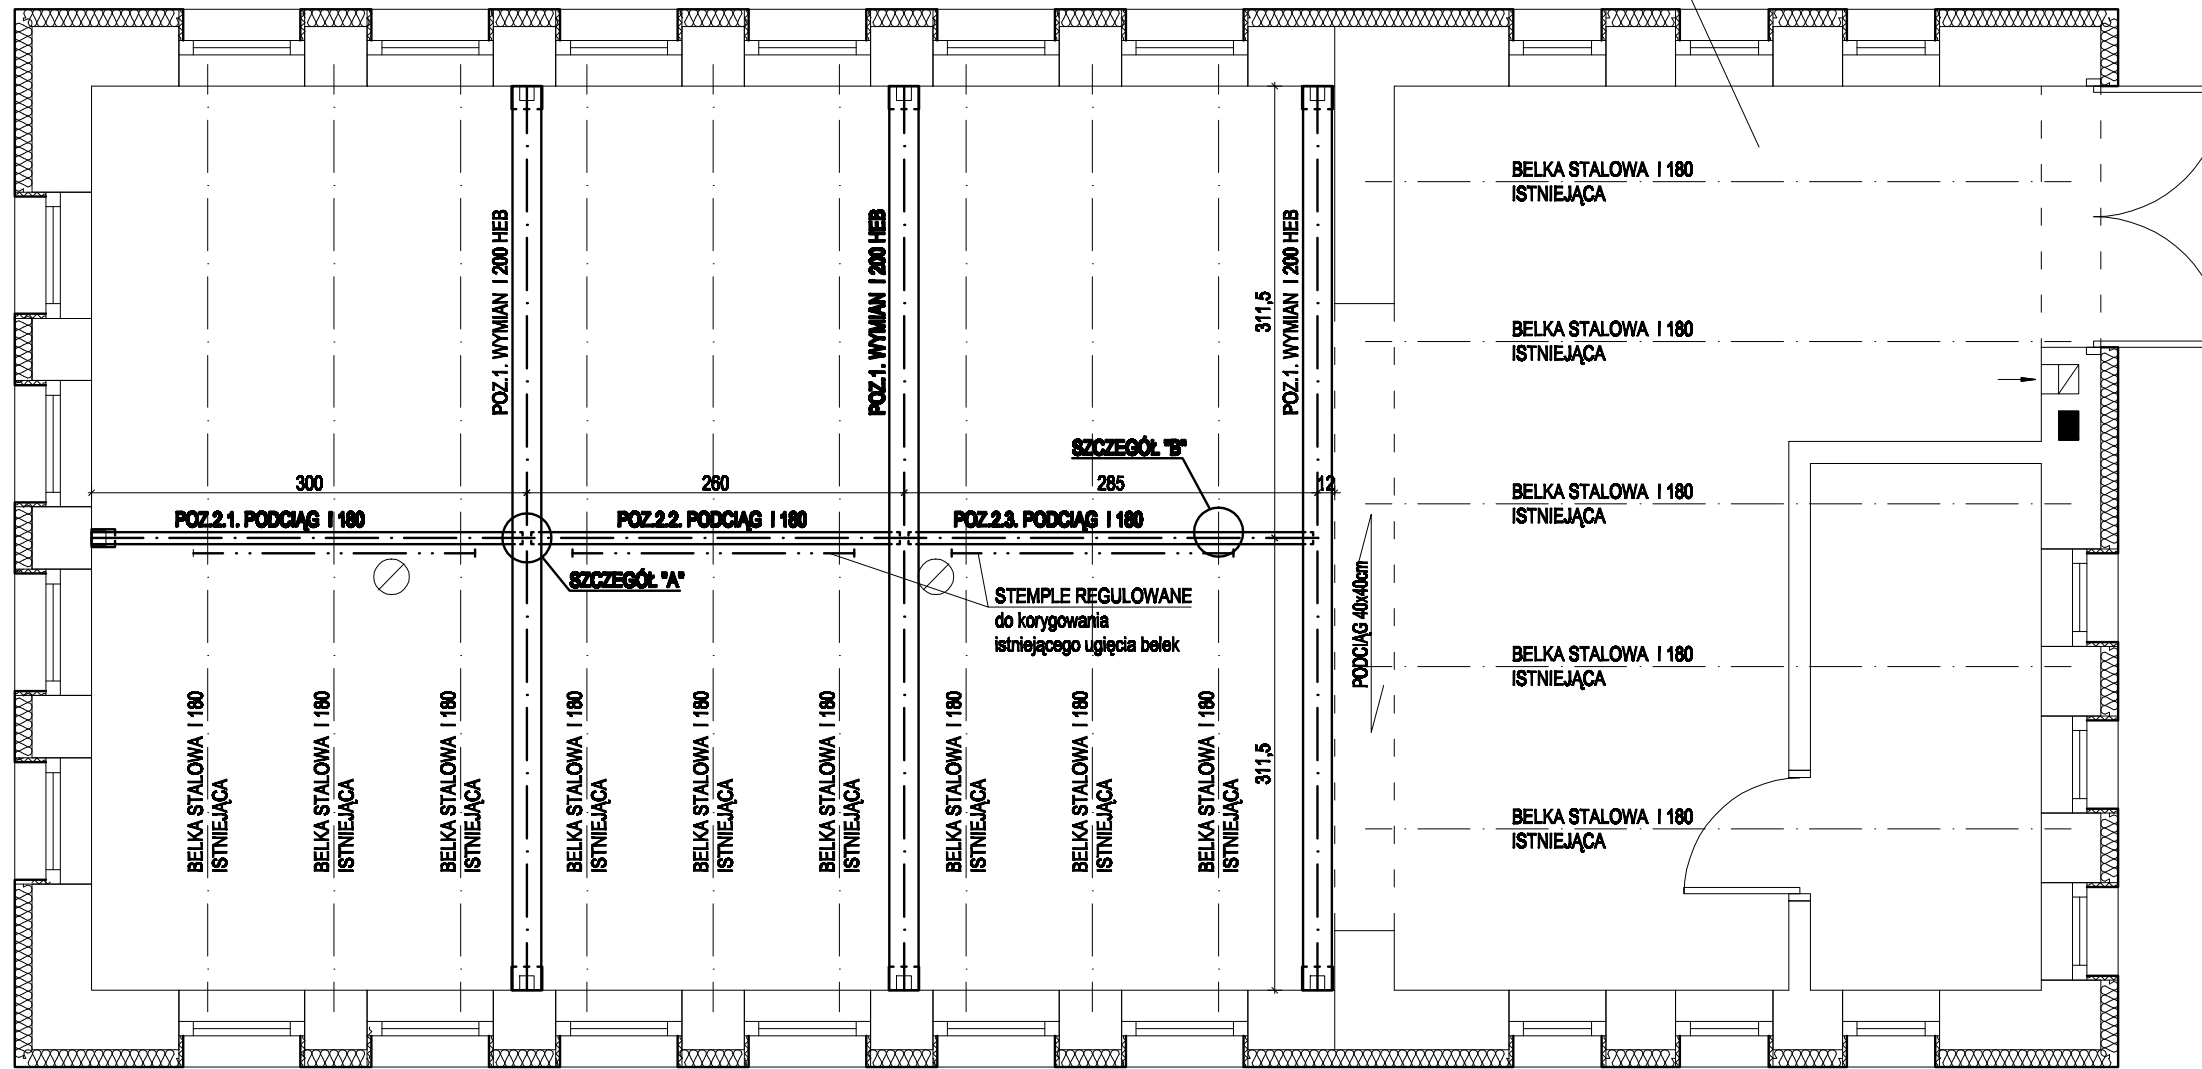 BELKA STALOWA I 180
ISTNIEJĄCA
POZ.1. WYMIAN I 200 HEB
POZ.1. WYMIAN I 200 HEB
POZ.1. WYMIAN I 200 HEB
311,5
BELKA STALOWA I 180
ISTNIEJĄCA
SZCZEGÓŁ "B"
300
260
285
12
BELKA STALOWA I 180
ISTNIEJĄCA
POZ.2.1. PODCIĄG I 180
POZ.2.2. PODCIĄG I 180
POZ.2.3. PODCIĄG I 180
SZCZEGÓŁ "A"
STEMPLE REGULOWANE
do korygowania
istniejącego ugięcia belek
PODCIĄG 40x40cm
BELKA STALOWA I 180
ISTNIEJĄCA
311,5
BELKA STALOWA I 180
ISTNIEJĄCA
BELKA STALOWA I 180
ISTNIEJĄCA
BELKA STALOWA I 180
ISTNIEJĄCA
BELKA STALOWA I 180
ISTNIEJĄCA
BELKA STALOWA I 180
ISTNIEJĄCA
BELKA STALOWA I 180
ISTNIEJĄCA
BELKA STALOWA I 180
ISTNIEJĄCA
BELKA STALOWA I 180
ISTNIEJĄCA
BELKA STALOWA I 180
ISTNIEJĄCA
BELKA STALOWA I 180
ISTNIEJĄCA